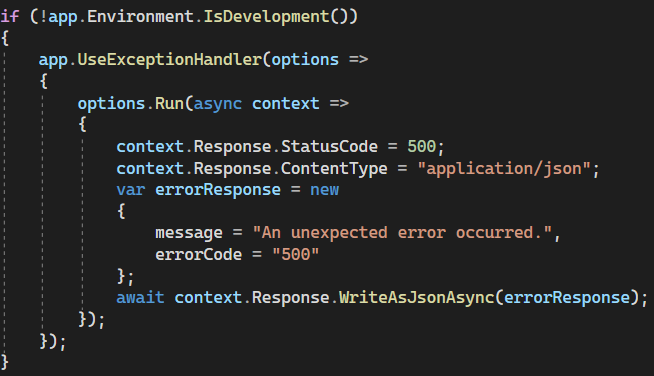 if (!app.Environment.IsDevelopment())
{
    app.UseExceptionHandler(options =>
    {
        options.Run(async context =>
        {
            context.Response.StatusCode = 500;
            context.Response.ContentType = "application/json";
            var errorResponse = new
            {
                message = "An unexpected error occurred.",
                errorCode = "500"
            };
            await context.Response.WriteAsJsonAsync(errorResponse);
        });
    });
}